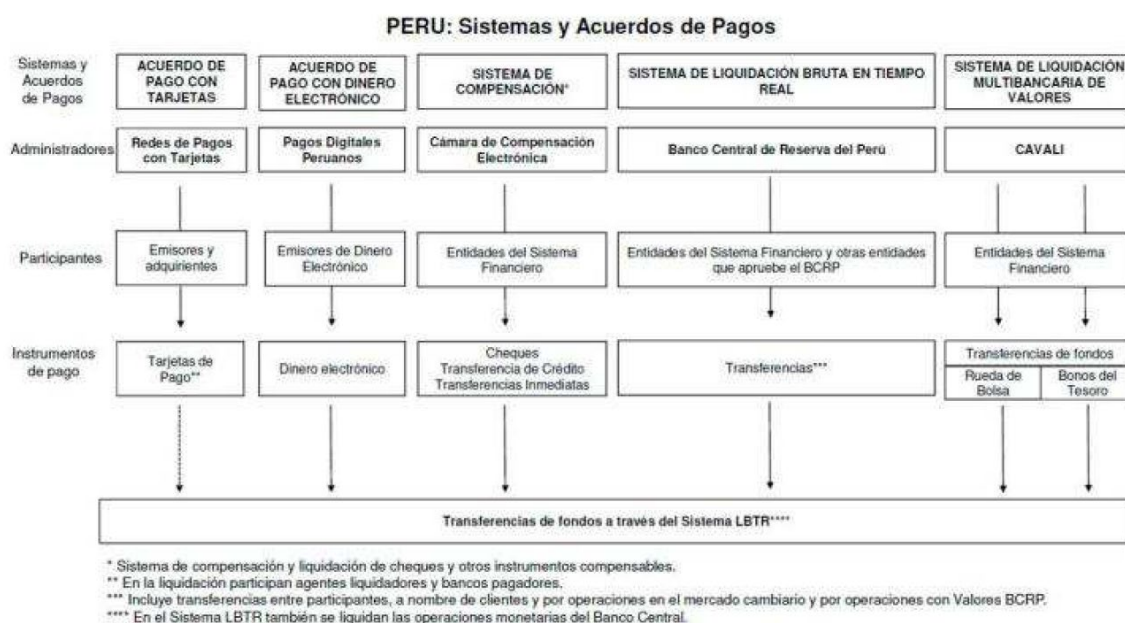 PERU: Sistemas y Acuerdos de Pagos
Sistemas y
Acuerdos
de Pagos
ACUERDO DE
PAGO CON
TARJETAS
ACUERDO DE
PAGO CON DINERO
ELECTRÓNICO
SISTEMA DE
COMPENSACIÓN*
SISTEMA DE LIQUIDACIÓN BRUTA EN TIEMPO
REAL
SISTEMA DE LIQUIDACIÓN
MULTIBANCARIA DE
VALORES
Administradores
Redes de Pagos
con Tarjetas
Pagos Digitales
Peruanos
Cámara de Compensación
Electrónica
Banco Central de Reserva del Perú
CAVALI
Participantes
Emisores y
adquirientes
Emisores de Dinero
Electrónico
Entidades del Sistema
Financiero
Entidades del Sistema Financiero y otras entidades
que apruebe el BCRP
Entidades del Sistema
Financiero
Instrumentos
de pago
Tarjetas de
Pago**
Dinero electrónico
Cheques
Transferencia de Crédito
Transferencias Inmediatas
Transferencias***
Transferencias de fondos
Rueda de
Bolsa
Bonos del
Tesoro
Transferencias de fondos a través del Sistema LBTR****
* Sistema de compensación y liquidación de cheques y otros instrumentos compensables.
** En la liquidación participan agentes liquidadores y bancos pagadores.
*** Incluye transferencias entre participantes, a nombre de clientes y por operaciones en el mercado cambiario y por operaciones con Valores BCRP.
**** En el Sistema LBTR también se liquidan las operaciones monetarias del Banco Central.